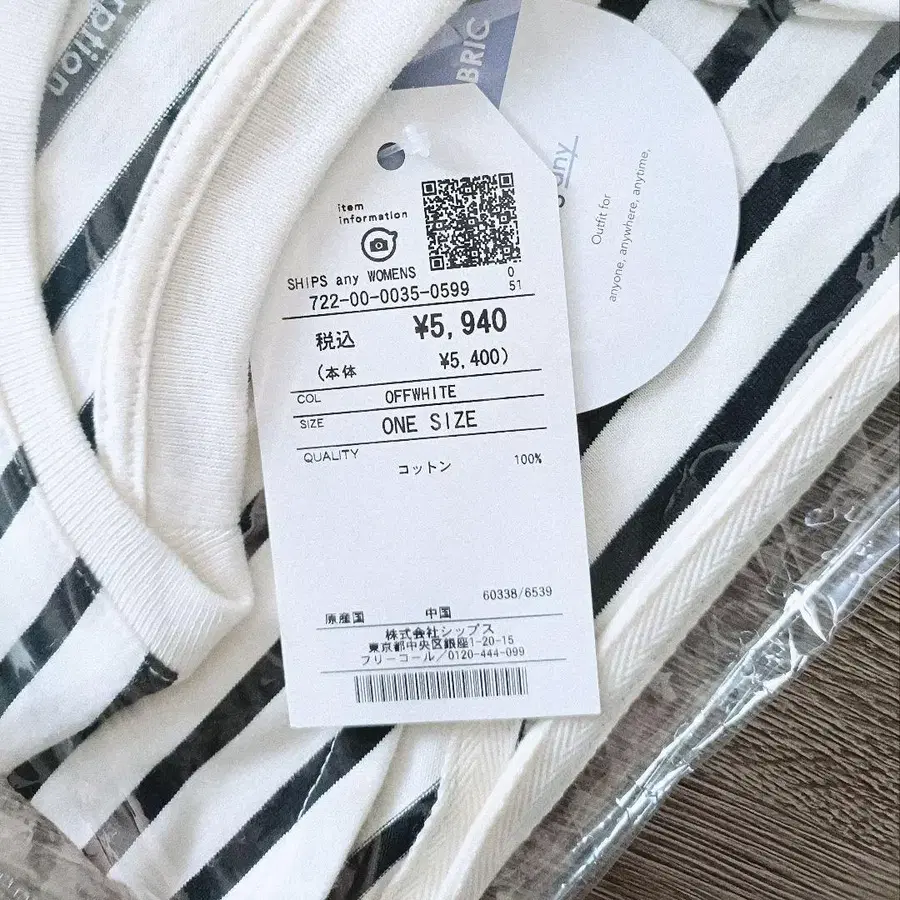 ption
BRIC
any
Outfit for
anyone, anywhere, anytime,
item
information
SHIPS any WOMENS 0
722-00-0035-0599 51
税込 ¥5,940
(本体 ¥5,400)
COL OFFWHITE
SIZE ONE SIZE
QUALITY
コットン 100%
60338/6539
原産国 中国
株式会社シップス
東京都中央区銀座1-20-15
フリーコール/0120-444-099